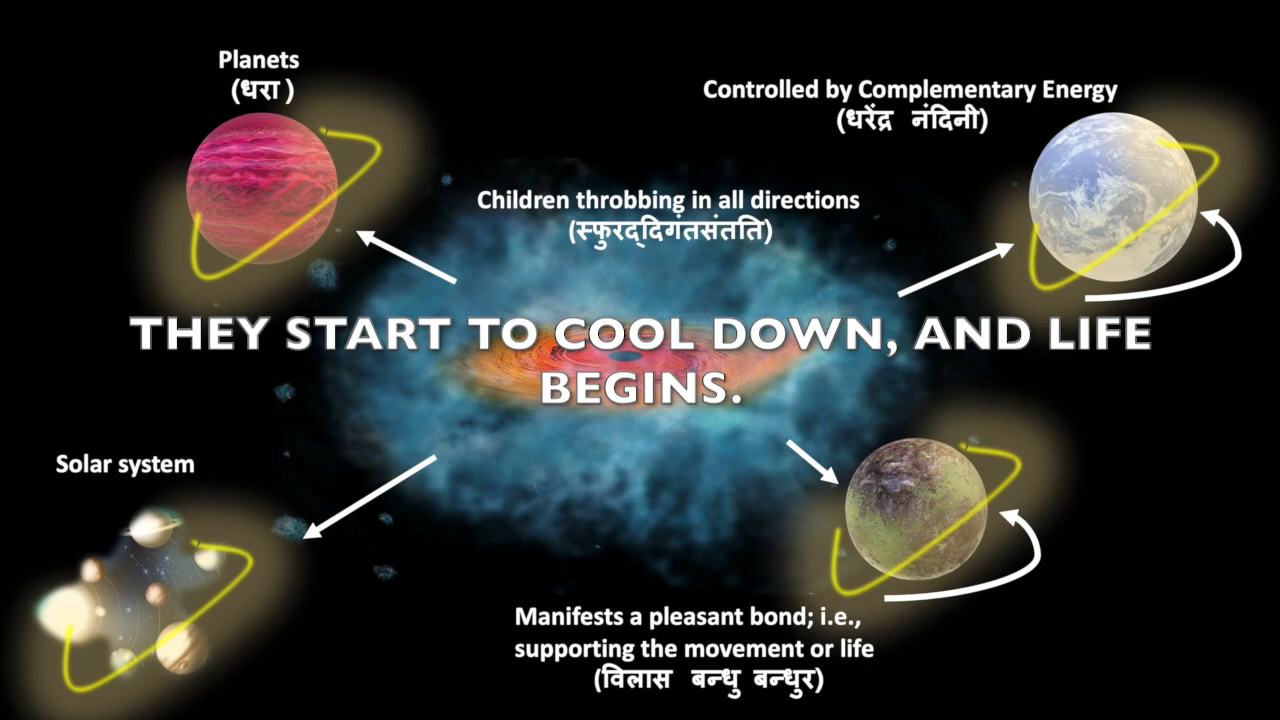 Planets
(धरा )
Controlled by Complementary Energy
(धरेंद्र नंदिनी)
Children throbbing in all directions
(स्फुरद्दिगंतसंतति)
THEY START TO COOL DOWN, AND LIFE
BEGINS.
Solar system
Manifests a pleasant bond; i.e.,
supporting the movement or life
(विलास बन्धु बन्धुर)